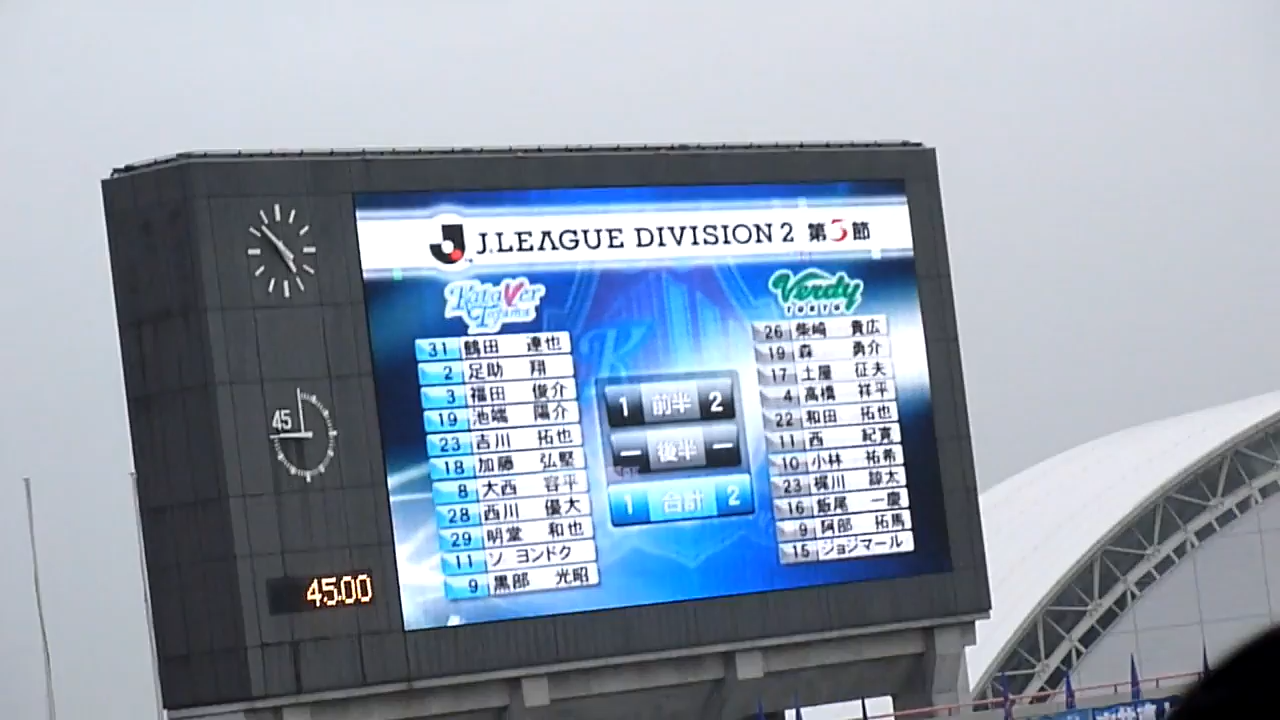 J.LEAGUE DIVISION 2 第5節
Kataller Toyama
Verdy
TOKYO
31 鶴田 達也
2 足助 翔
3 福田 俊介
19 池端 陽介
23 吉川 拓也
18 加藤 弘堅
8 大西 容平
28 西川 優大
29 明堂 和也
11 ソ ヨンドク
9 黒部 光昭
1 前半 2
ー 後半 ー
1 合計 2
26 柴崎 貴広
19 森 勇介
17 土屋 征夫
4 高橋 祥平
22 和田 拓也
11 西 紀寛
10 小林 祐希
23 梶川 諒太
16 飯尾 一慶
9 阿部 拓馬
15 ジョジマール
45
45:00